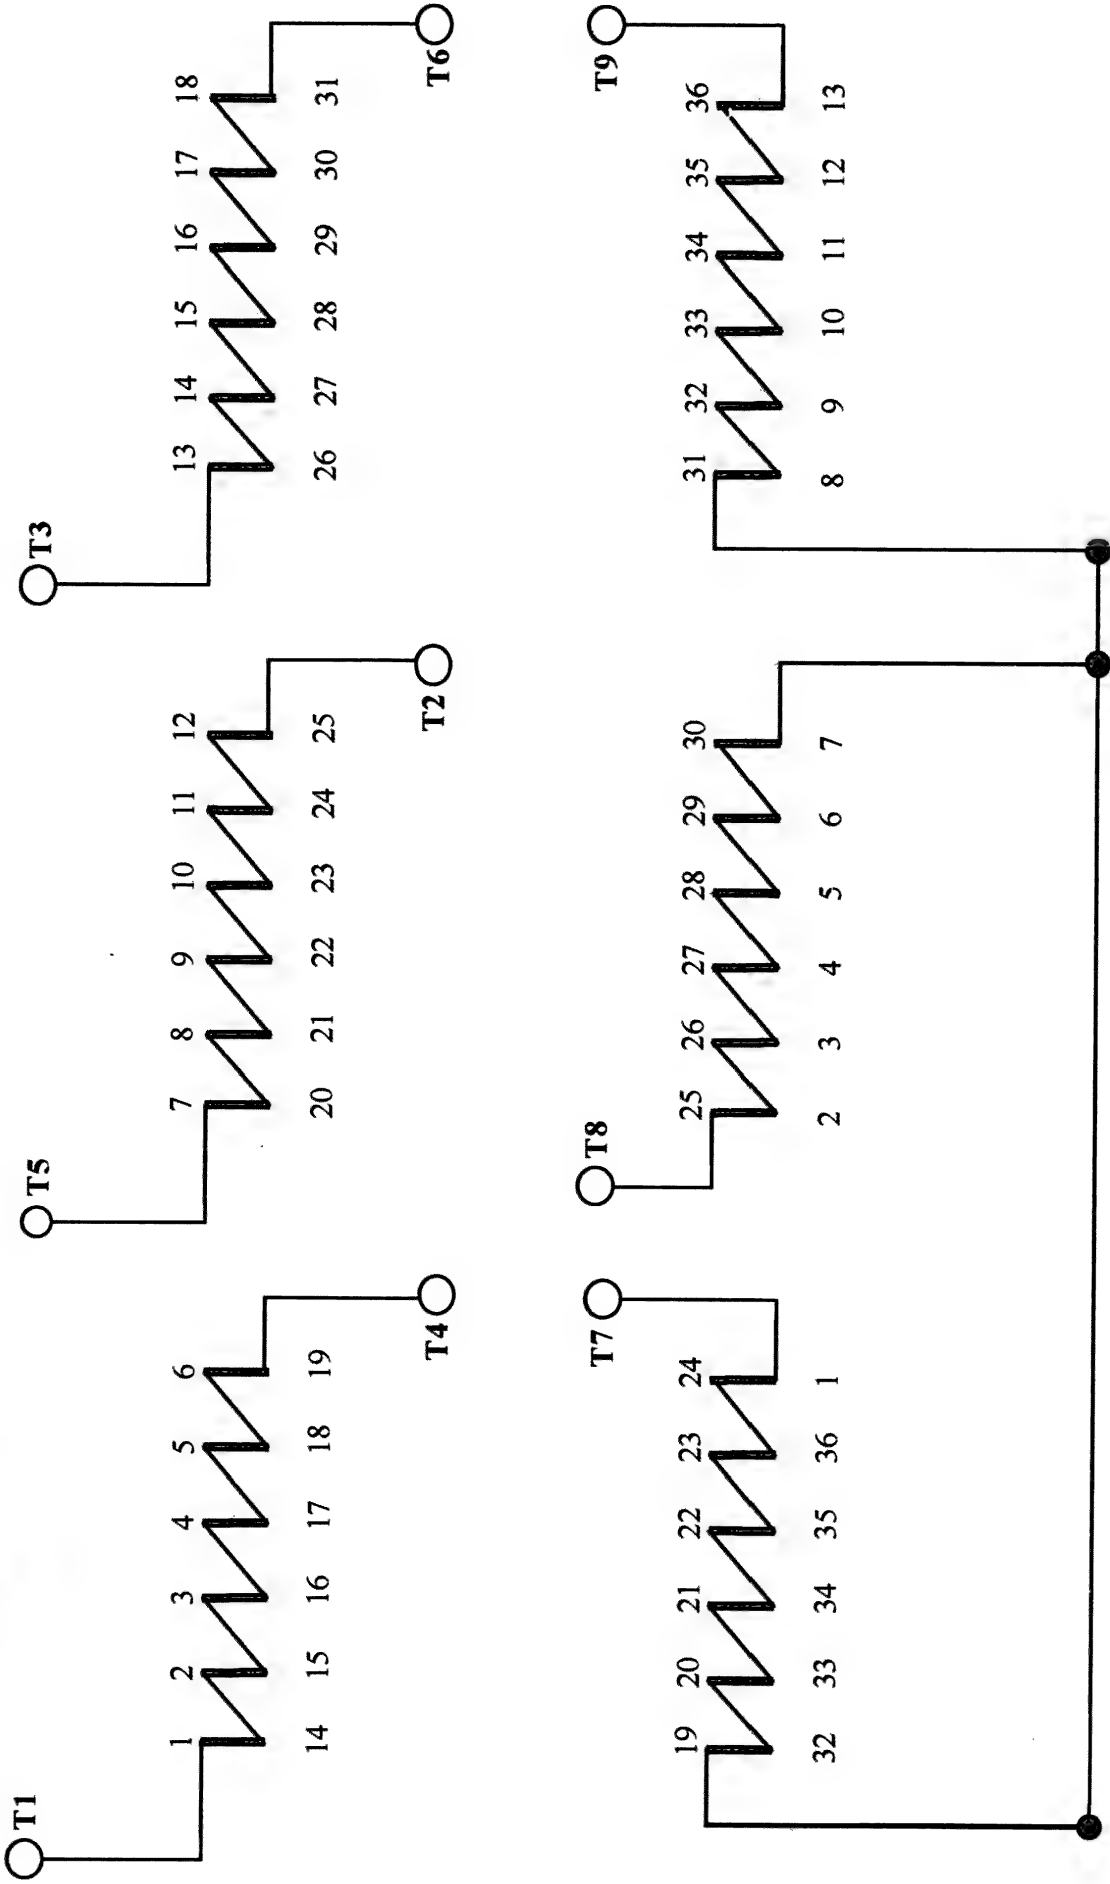 T1 T5 T3
1 2 3 4 5 6 7 8 9 10 11 12 13 14 15 16 17 18
14 15 16 17 18 19 20 21 22 23 24 25 26 27 28 29 30 31
T4 T2 T6
T7 T8 T9
19 20 21 22 23 24 25 26 27 28 29 30 31 32 33 34 35 36
32 33 34 35 36 1 2 3 4 5 6 7 8 9 10 11 12 13